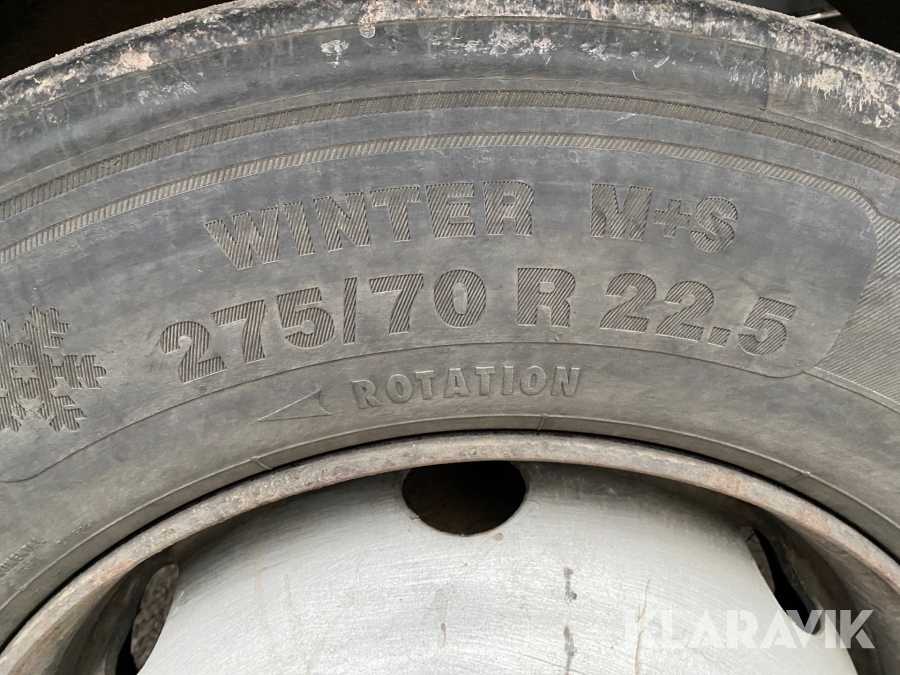 WINTER M+S
275/70 R 22.5
ROTATION
KLARAVIK